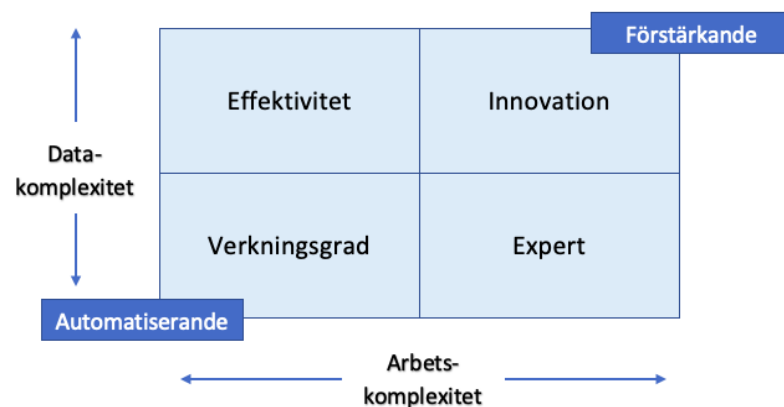 Förstärkande
Effektivitet
Innovation
Data-
komplexitet
Verkningsgrad
Expert
Automatiserande
Arbets-
komplexitet